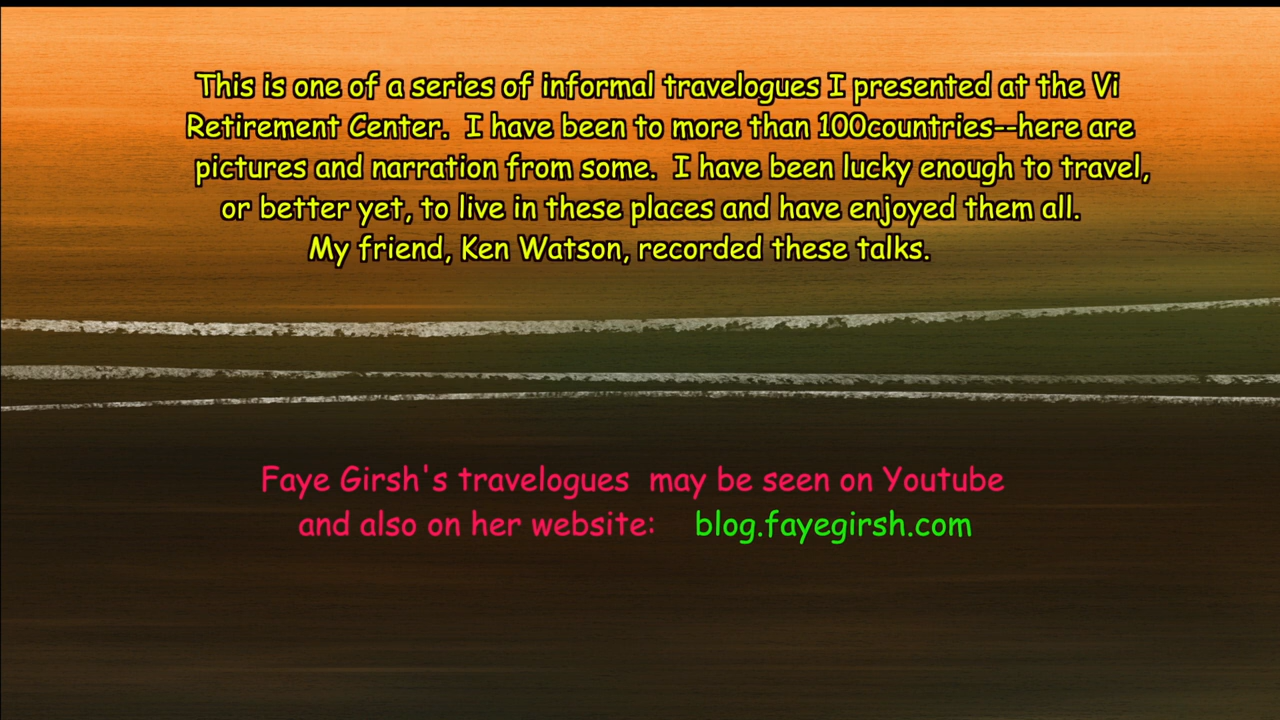 This is one of a series of informal travelogues I presented at the Vi
Retirement Center.  I have been to more than 100countries--here are
pictures and narration from some.  I have been lucky enough to travel,
or better yet, to live in these places and have enjoyed them all.
My friend, Ken Watson, recorded these talks.
Faye Girsh's travelogues  may be seen on Youtube
and also on her website:    blog.fayegirsh.com